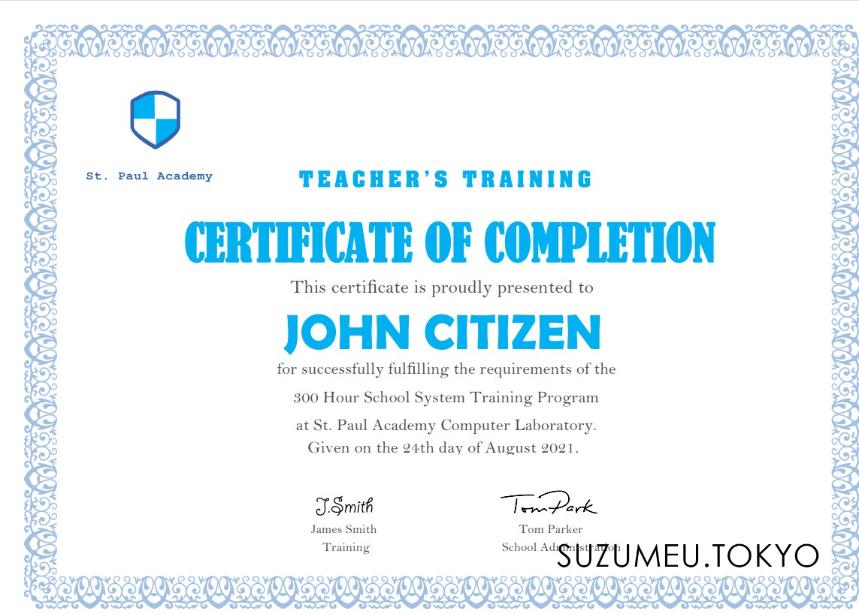 St. Paul Academy
TEACHER'S TRAINING
CERTIFICATE OF COMPLETION
This certificate is proudly presented to
JOHN CITIZEN
for successfully fulfilling the requirements of the
300 Hour School System Training Program
at St. Paul Academy Computer Laboratory.
Given on the 24th day of August 2021.
J.Smith TomPark
James Smith Tom Parker
Training School Administration
SUZUMEU.TOKYO